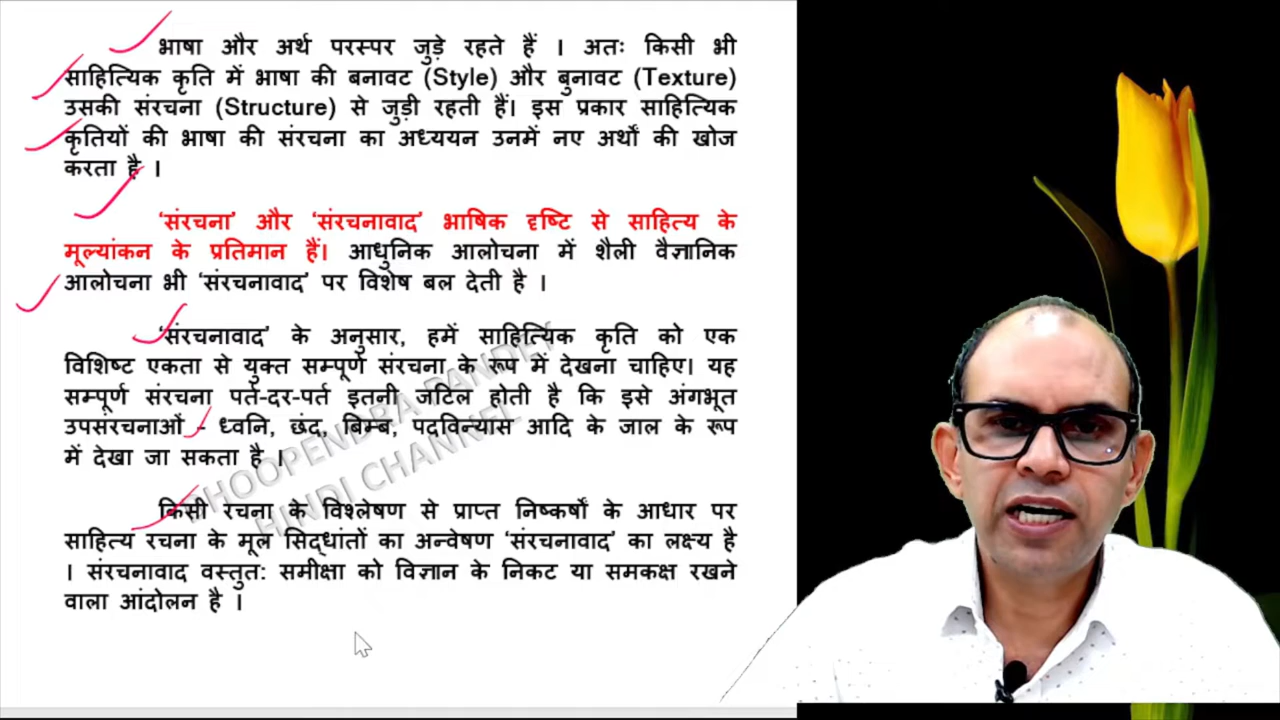 भाषा और अर्थ परस्पर जुड़े रहते हैं । अतः किसी भी
साहित्यिक कृति में भाषा की बनावट (Style) और बुनावट (Texture)
उसकी संरचना (Structure) से जुड़ी रहती हैं। इस प्रकार साहित्यिक
कृतियों की भाषा की संरचना का अध्ययन उनमें नए अर्थों की खोज
करता है ।
‘संरचना’ और ‘संरचनावाद’ भाषिक दृष्टि से साहित्य के
मूल्यांकन के प्रतिमान हैं। आधुनिक आलोचना में शैली वैज्ञानिक
आलोचना भी ‘संरचनावाद’ पर विशेष बल देती है ।
‘संरचनावाद’ के अनुसार, हमें साहित्यिक कृति को एक
विशिष्ट एकता से युक्त सम्पूर्ण संरचना के रूप में देखना चाहिए। यह
सम्पूर्ण संरचना पर्त-दर-पर्त इतनी जटिल होती है कि इसे अंगभूत
उपसंरचनाओं - ध्वनि, छंद, बिम्ब, पदविन्यास आदि के जाल के रूप
में देखा जा सकता है ।
किसी रचना के विश्लेषण से प्राप्त निष्कर्षों के आधार पर
साहित्य रचना के मूल सिद्धांतों का अन्वेषण ‘संरचनावाद’ का लक्ष्य है
। संरचनावाद वस्तुत: समीक्षा को विज्ञान के निकट या समकक्ष रखने
वाला आंदोलन है ।
BHOOPENDRA PANDEY
HINDI CHANNEL